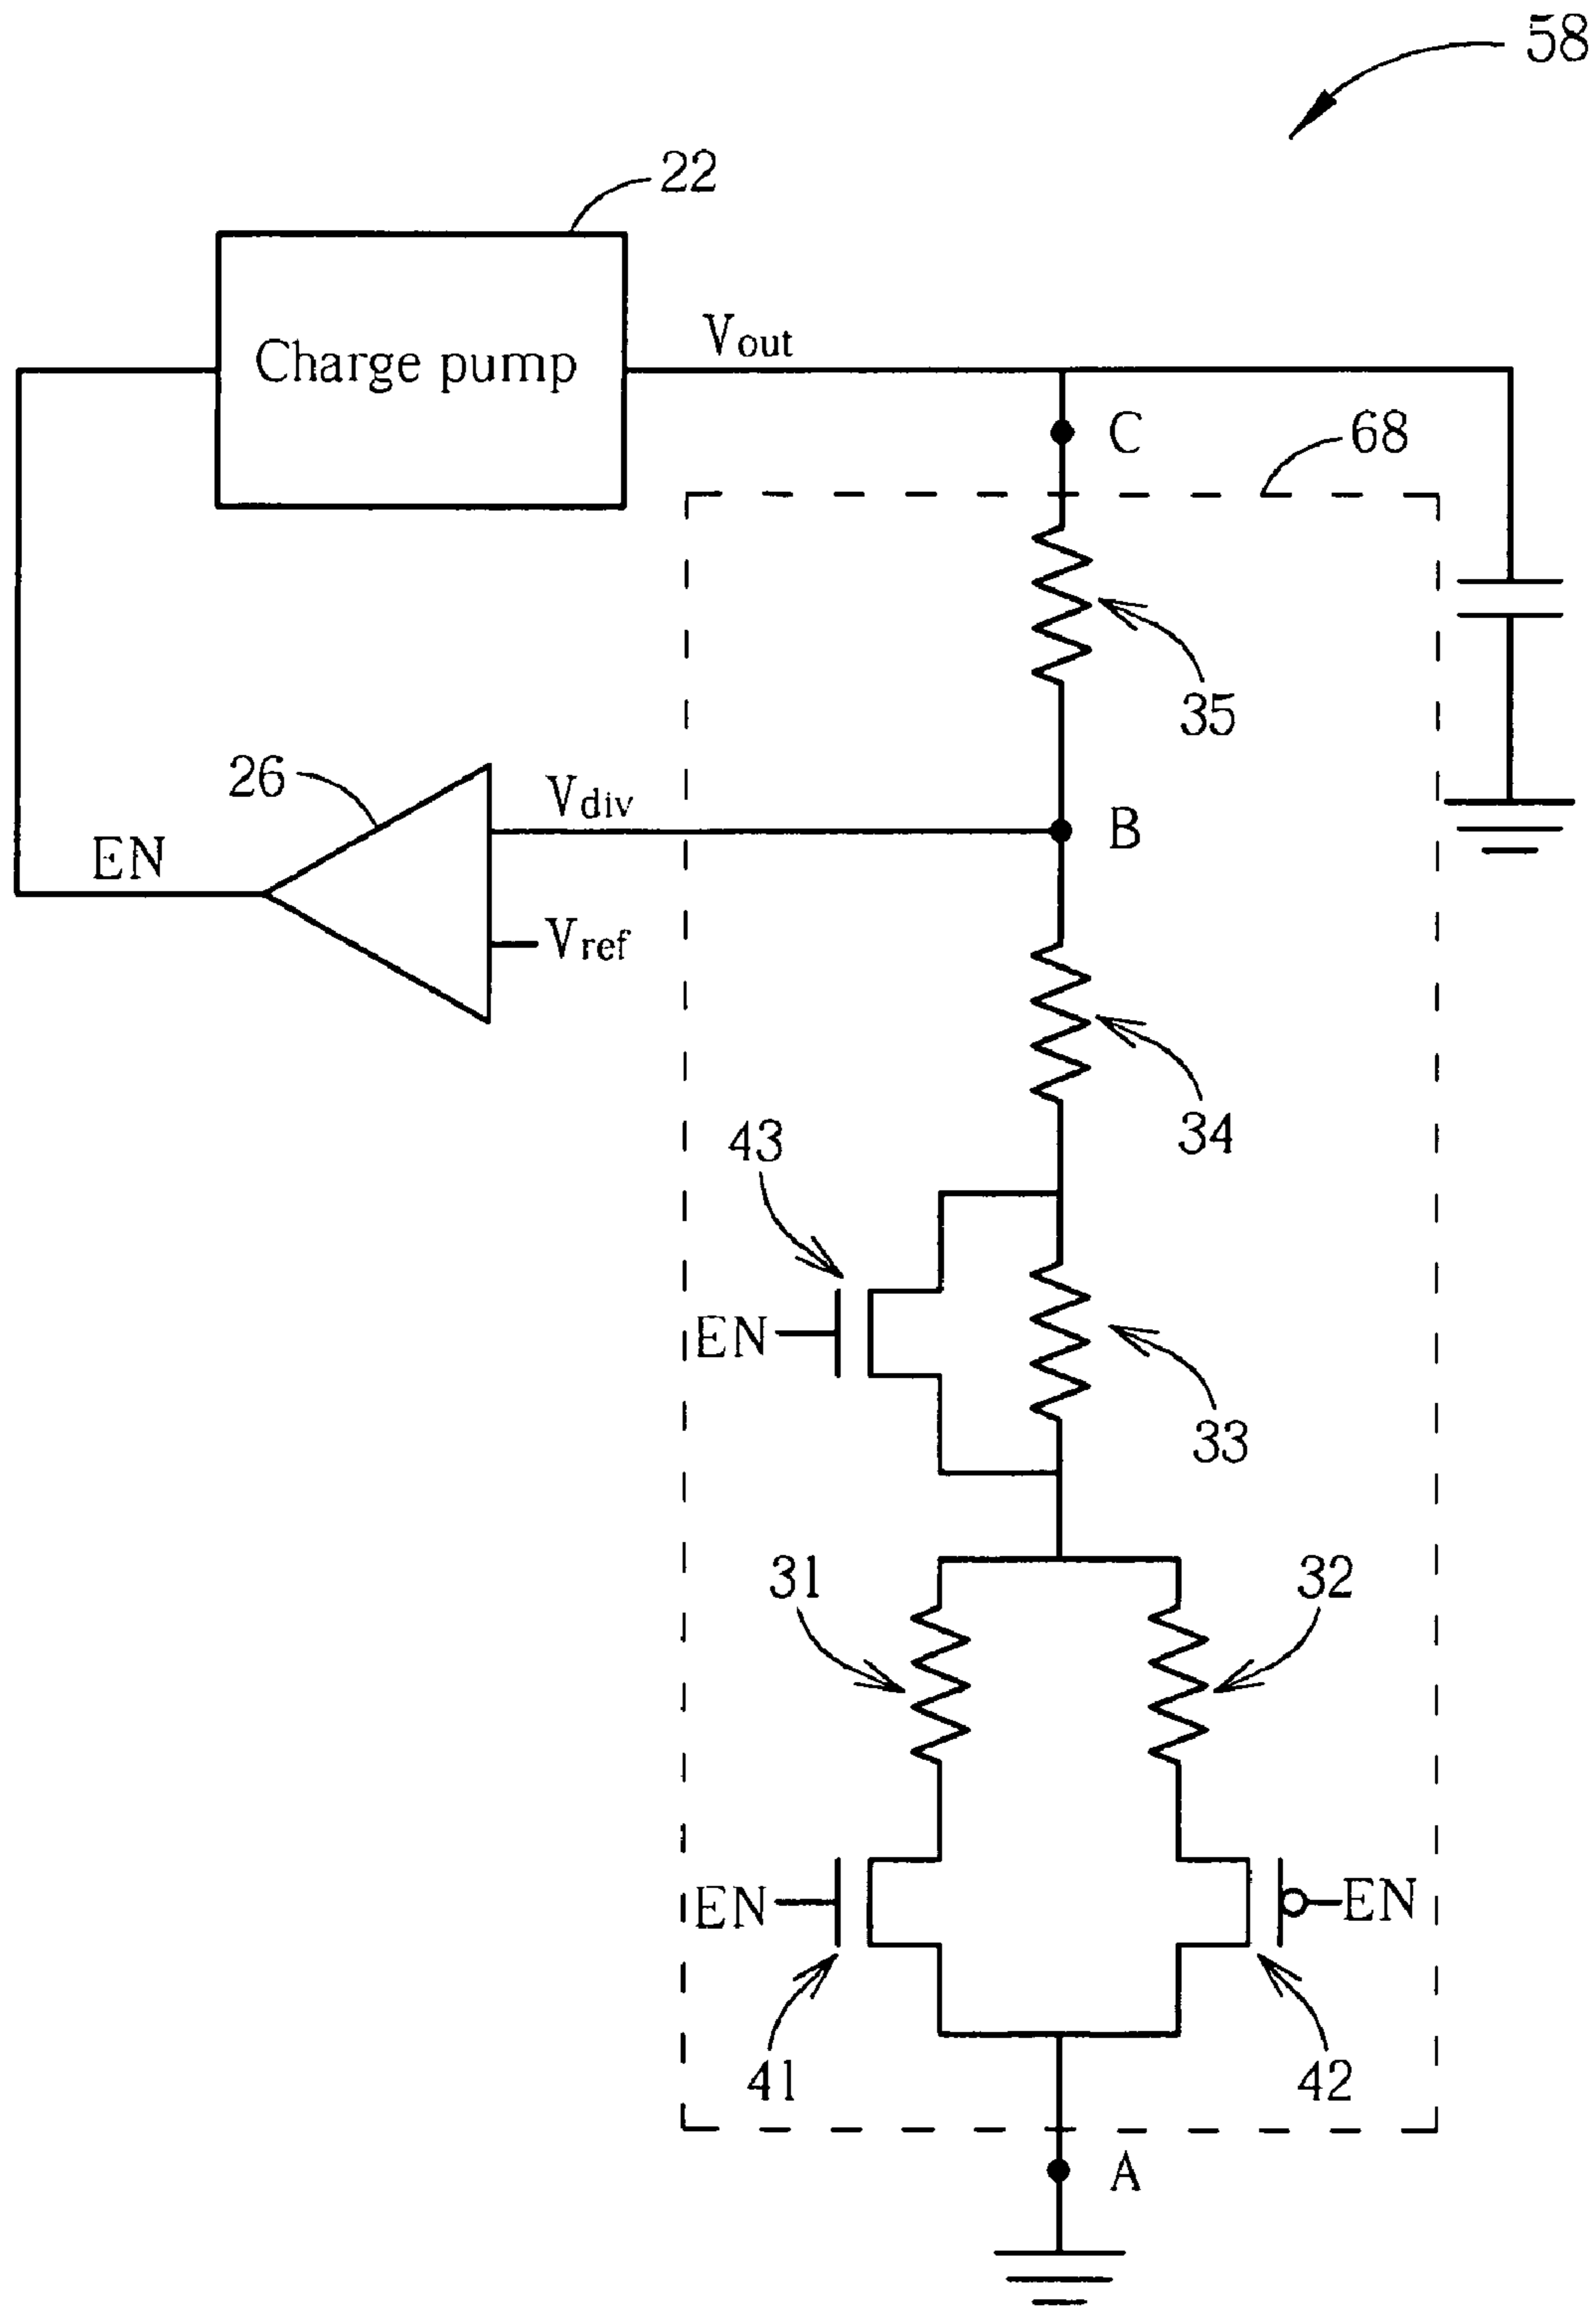 58
22
Charge pump
Vout
C
68
35
26
Vdiv
B
EN
Vref
34
43
EN
33
31
32
EN
EN
41
42
A